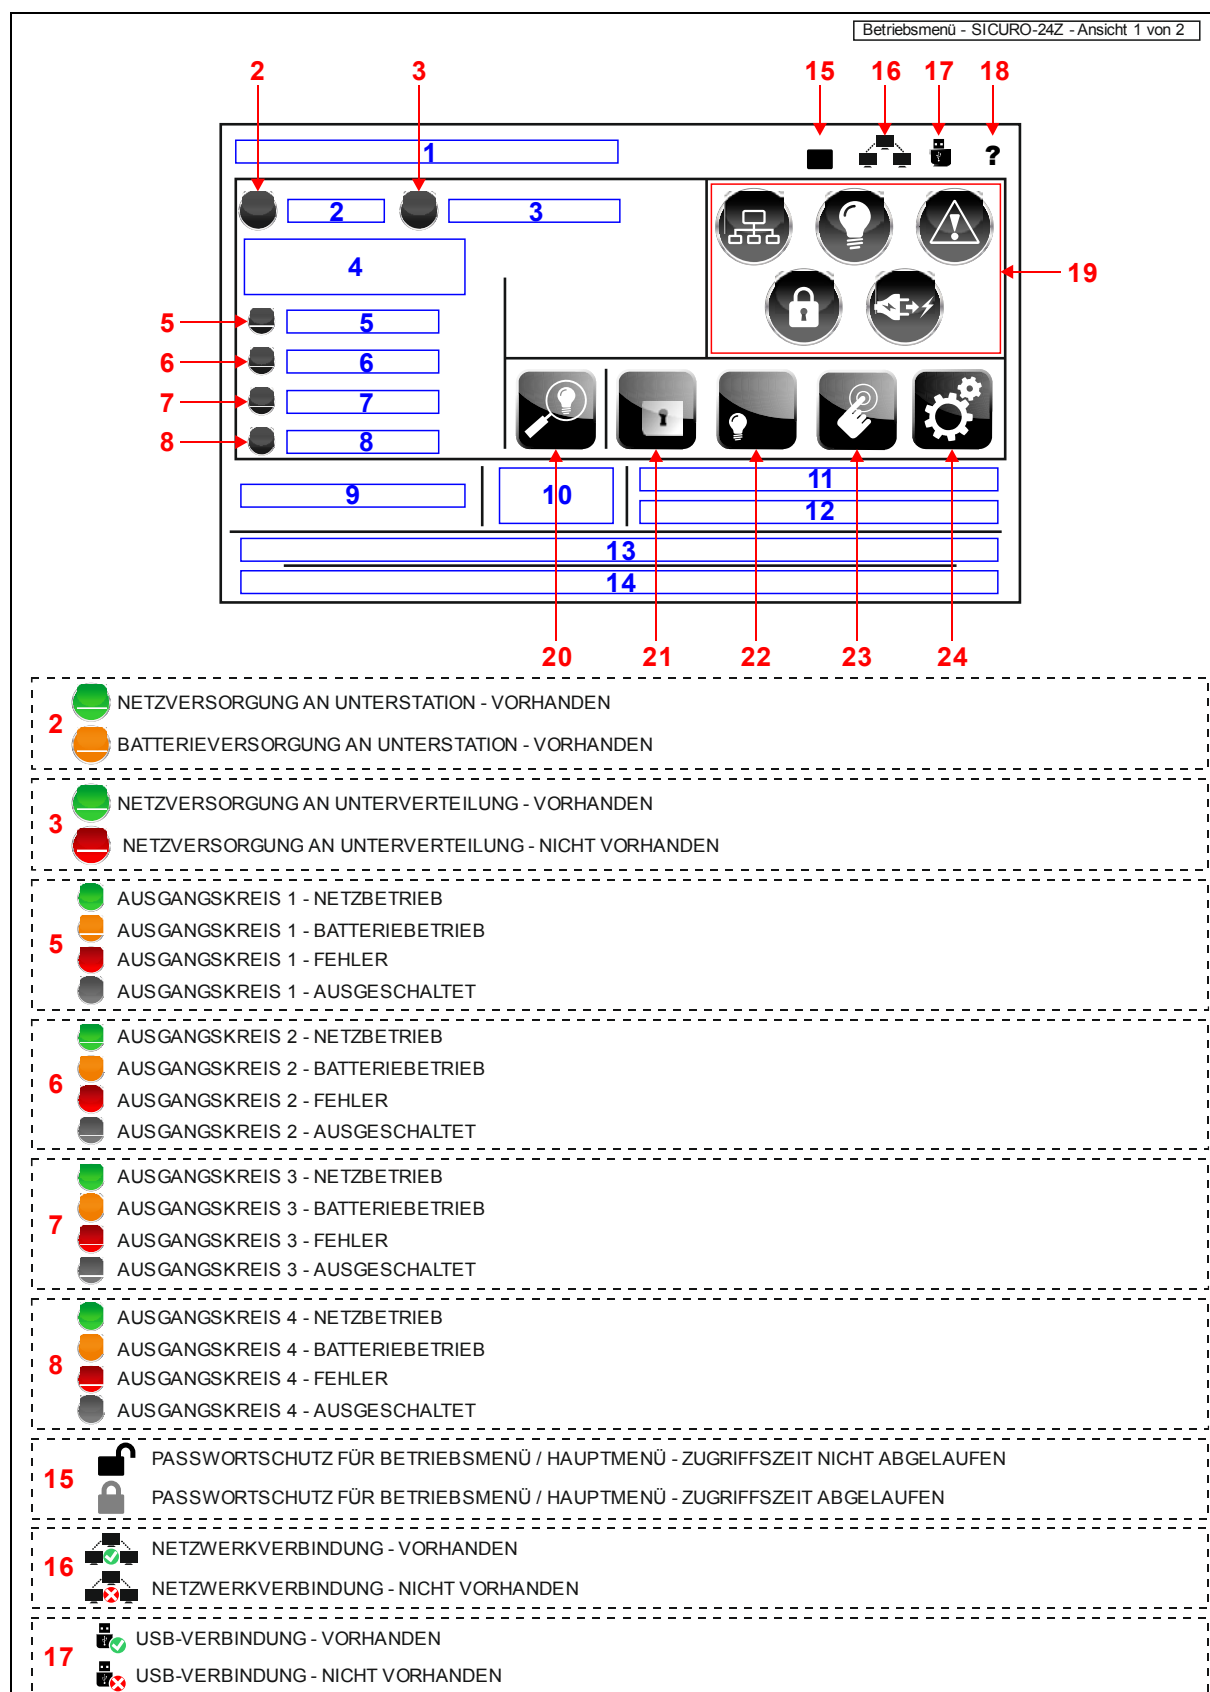 Betriebsmenü - SICURO-24Z - Ansicht 1 von 2
2 3 15 16 17 18
1
?
2 3
4
19
5 5
6 6
7 7
8 8
9 10 11
12
13
14
20 21 22 23 24
2
NETZVERSORGUNG AN UNTERSTATION - VORHANDEN
BATTERIEVERSORGUNG AN UNTERSTATION - VORHANDEN
3
NETZVERSORGUNG AN UNTERVERTEILUNG - VORHANDEN
NETZVERSORGUNG AN UNTERVERTEILUNG - NICHT VORHANDEN
5
AUSGANGSKREIS 1 - NETZBETRIEB
AUSGANGSKREIS 1 - BATTERIEBETRIEB
AUSGANGSKREIS 1 - FEHLER
AUSGANGSKREIS 1 - AUSGESCHALTET
6
AUSGANGSKREIS 2 - NETZBETRIEB
AUSGANGSKREIS 2 - BATTERIEBETRIEB
AUSGANGSKREIS 2 - FEHLER
AUSGANGSKREIS 2 - AUSGESCHALTET
7
AUSGANGSKREIS 3 - NETZBETRIEB
AUSGANGSKREIS 3 - BATTERIEBETRIEB
AUSGANGSKREIS 3 - FEHLER
AUSGANGSKREIS 3 - AUSGESCHALTET
8
AUSGANGSKREIS 4 - NETZBETRIEB
AUSGANGSKREIS 4 - BATTERIEBETRIEB
AUSGANGSKREIS 4 - FEHLER
AUSGANGSKREIS 4 - AUSGESCHALTET
15
PASSWORTSCHUTZ FÜR BETRIEBSMENÜ / HAUPTMENÜ - ZUGRIFFSZEIT NICHT ABGELAUFEN
PASSWORTSCHUTZ FÜR BETRIEBSMENÜ / HAUPTMENÜ - ZUGRIFFSZEIT ABGELAUFEN
16
NETZWERKVERBINDUNG - VORHANDEN
NETZWERKVERBINDUNG - NICHT VORHANDEN
17
USB-VERBINDUNG - VORHANDEN
USB-VERBINDUNG - NICHT VORHANDEN